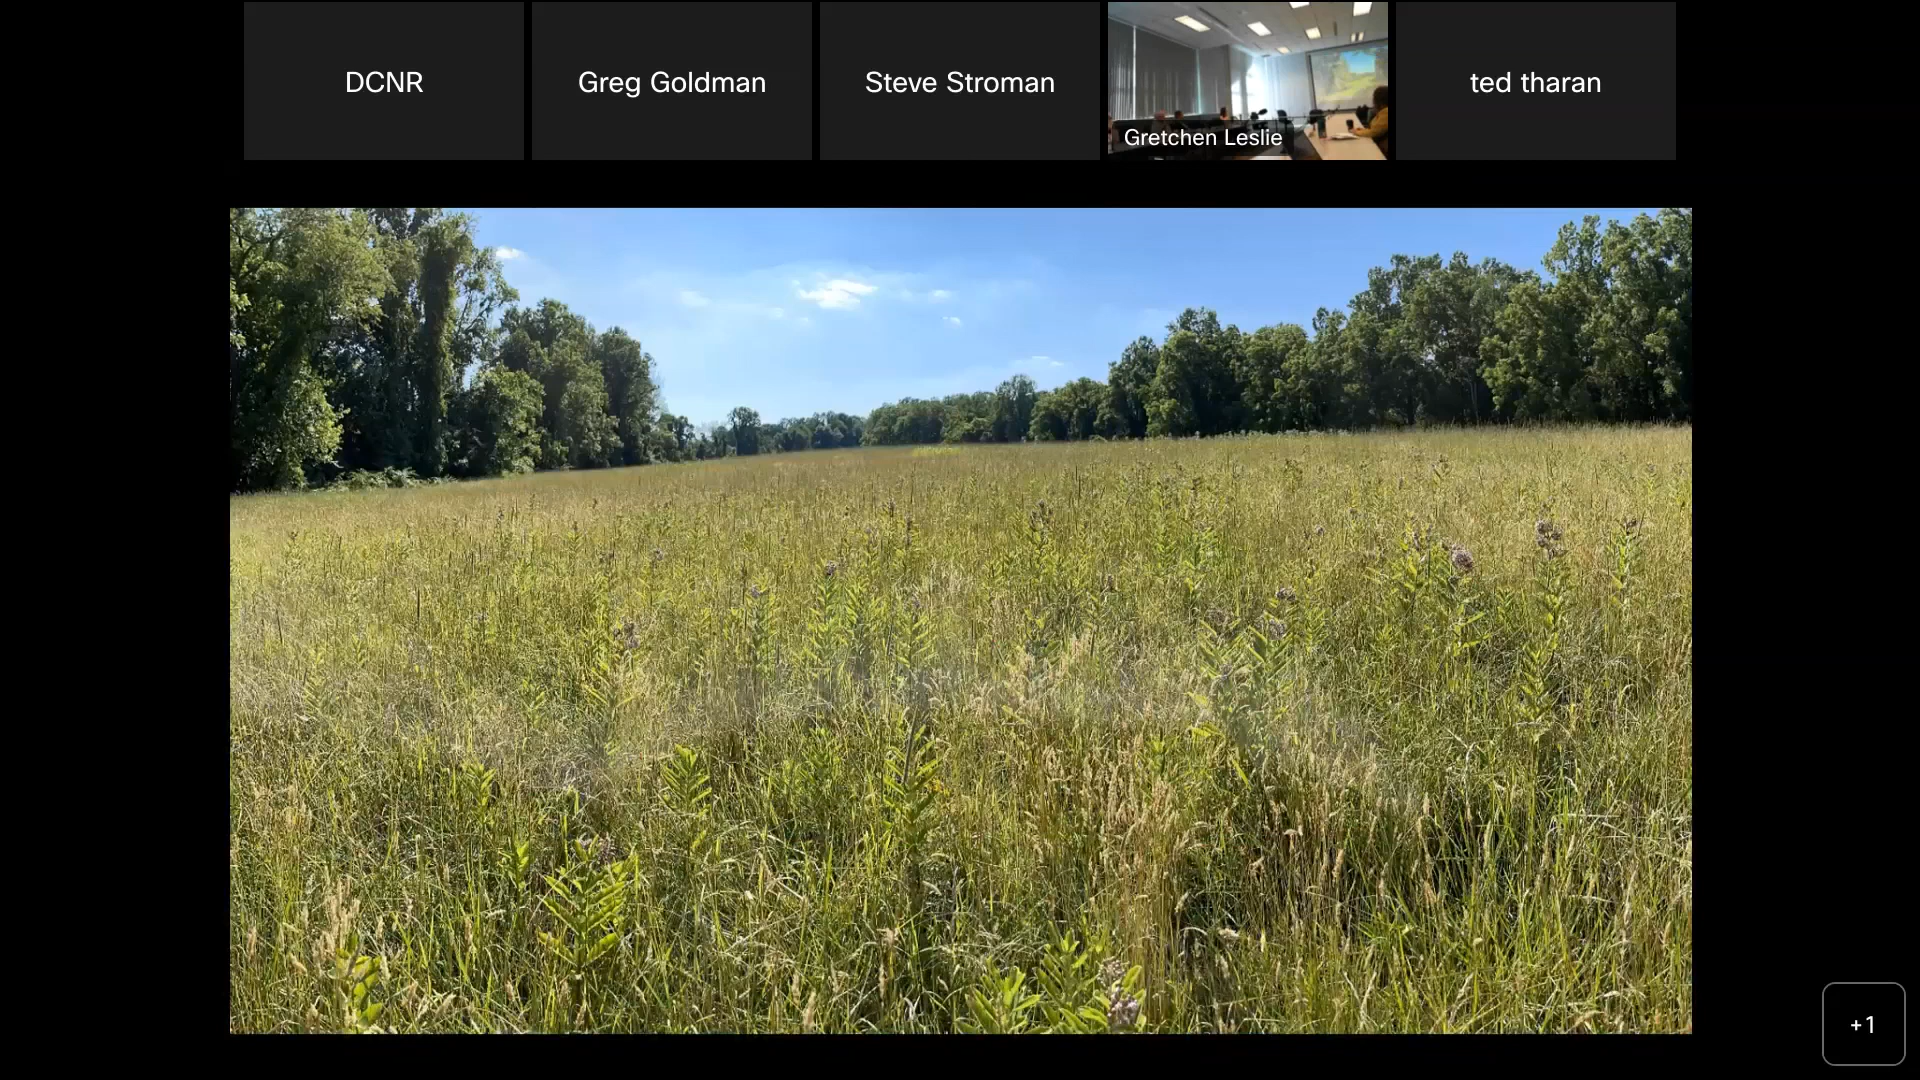 DCNR
Greg Goldman
Steve Stroman
Gretchen Leslie
ted tharan
+1